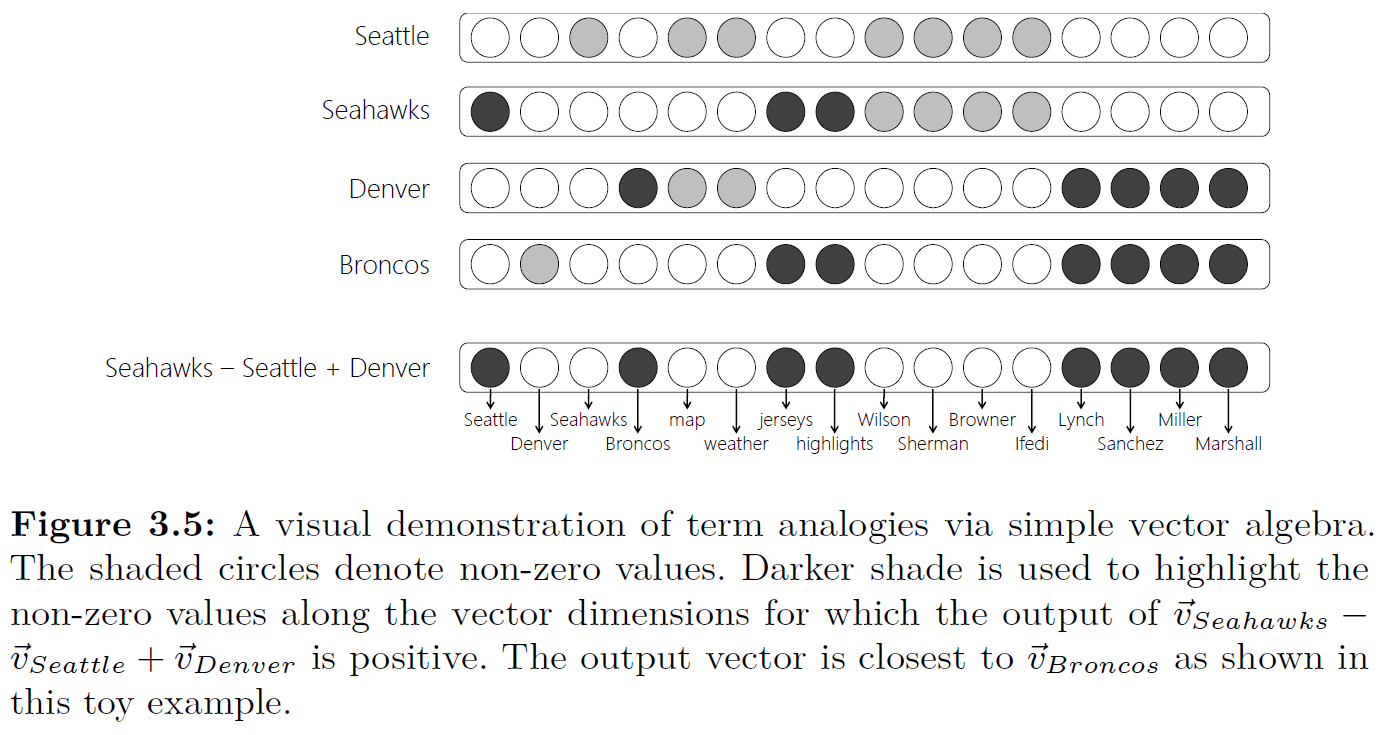 Seattle
Seahawks
Denver
Broncos
Seahawks – Seattle + Denver
Seattle Seahawks map jerseys Wilson Browner Lynch Miller
Denver Broncos weather highlights Sherman Ifedi Sanchez Marshall
Figure 3.5: A visual demonstration of term analogies via simple vector algebra.
The shaded circles denote non-zero values. Darker shade is used to highlight the
non-zero values along the vector dimensions for which the output of v⃗Seahawks −
v⃗Seattle + v⃗Denver is positive. The output vector is closest to v⃗Broncos as shown in
this toy example.